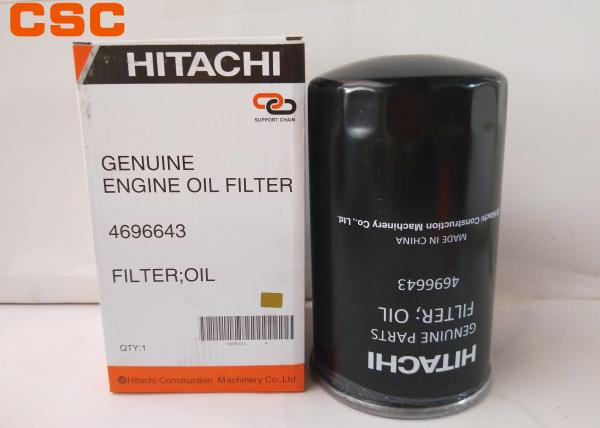 CSC
HITACHI
SUPPORT CHAIN
GENUINE
ENGINE OIL FILTER
4696643
FILTER;OIL
QTY:1
Hitachi Construction Machinery Co.,Ltd.
HITACHI
GENUINE PARTS
FILTER; OIL
4696643
MADE IN CHINA
Hitachi Construction Machinery Co., Ltd.